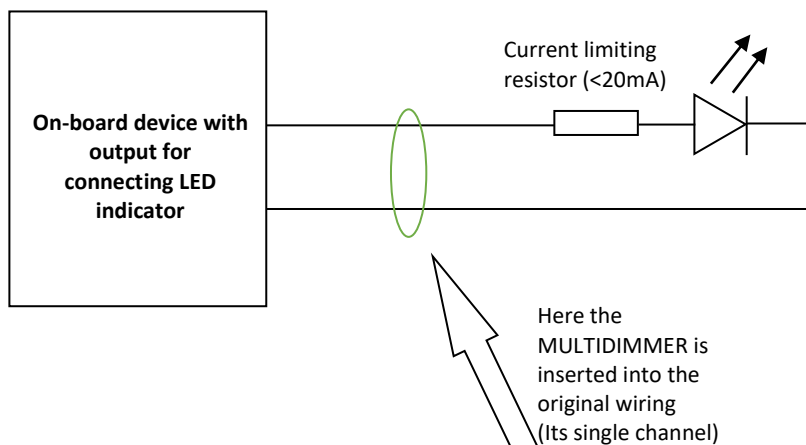 Current limiting
resistor (<20mA)
On-board device with
output for
connecting LED
indicator
Here the
MULTIDIMMER is
inserted into the
original wiring
(Its single channel)